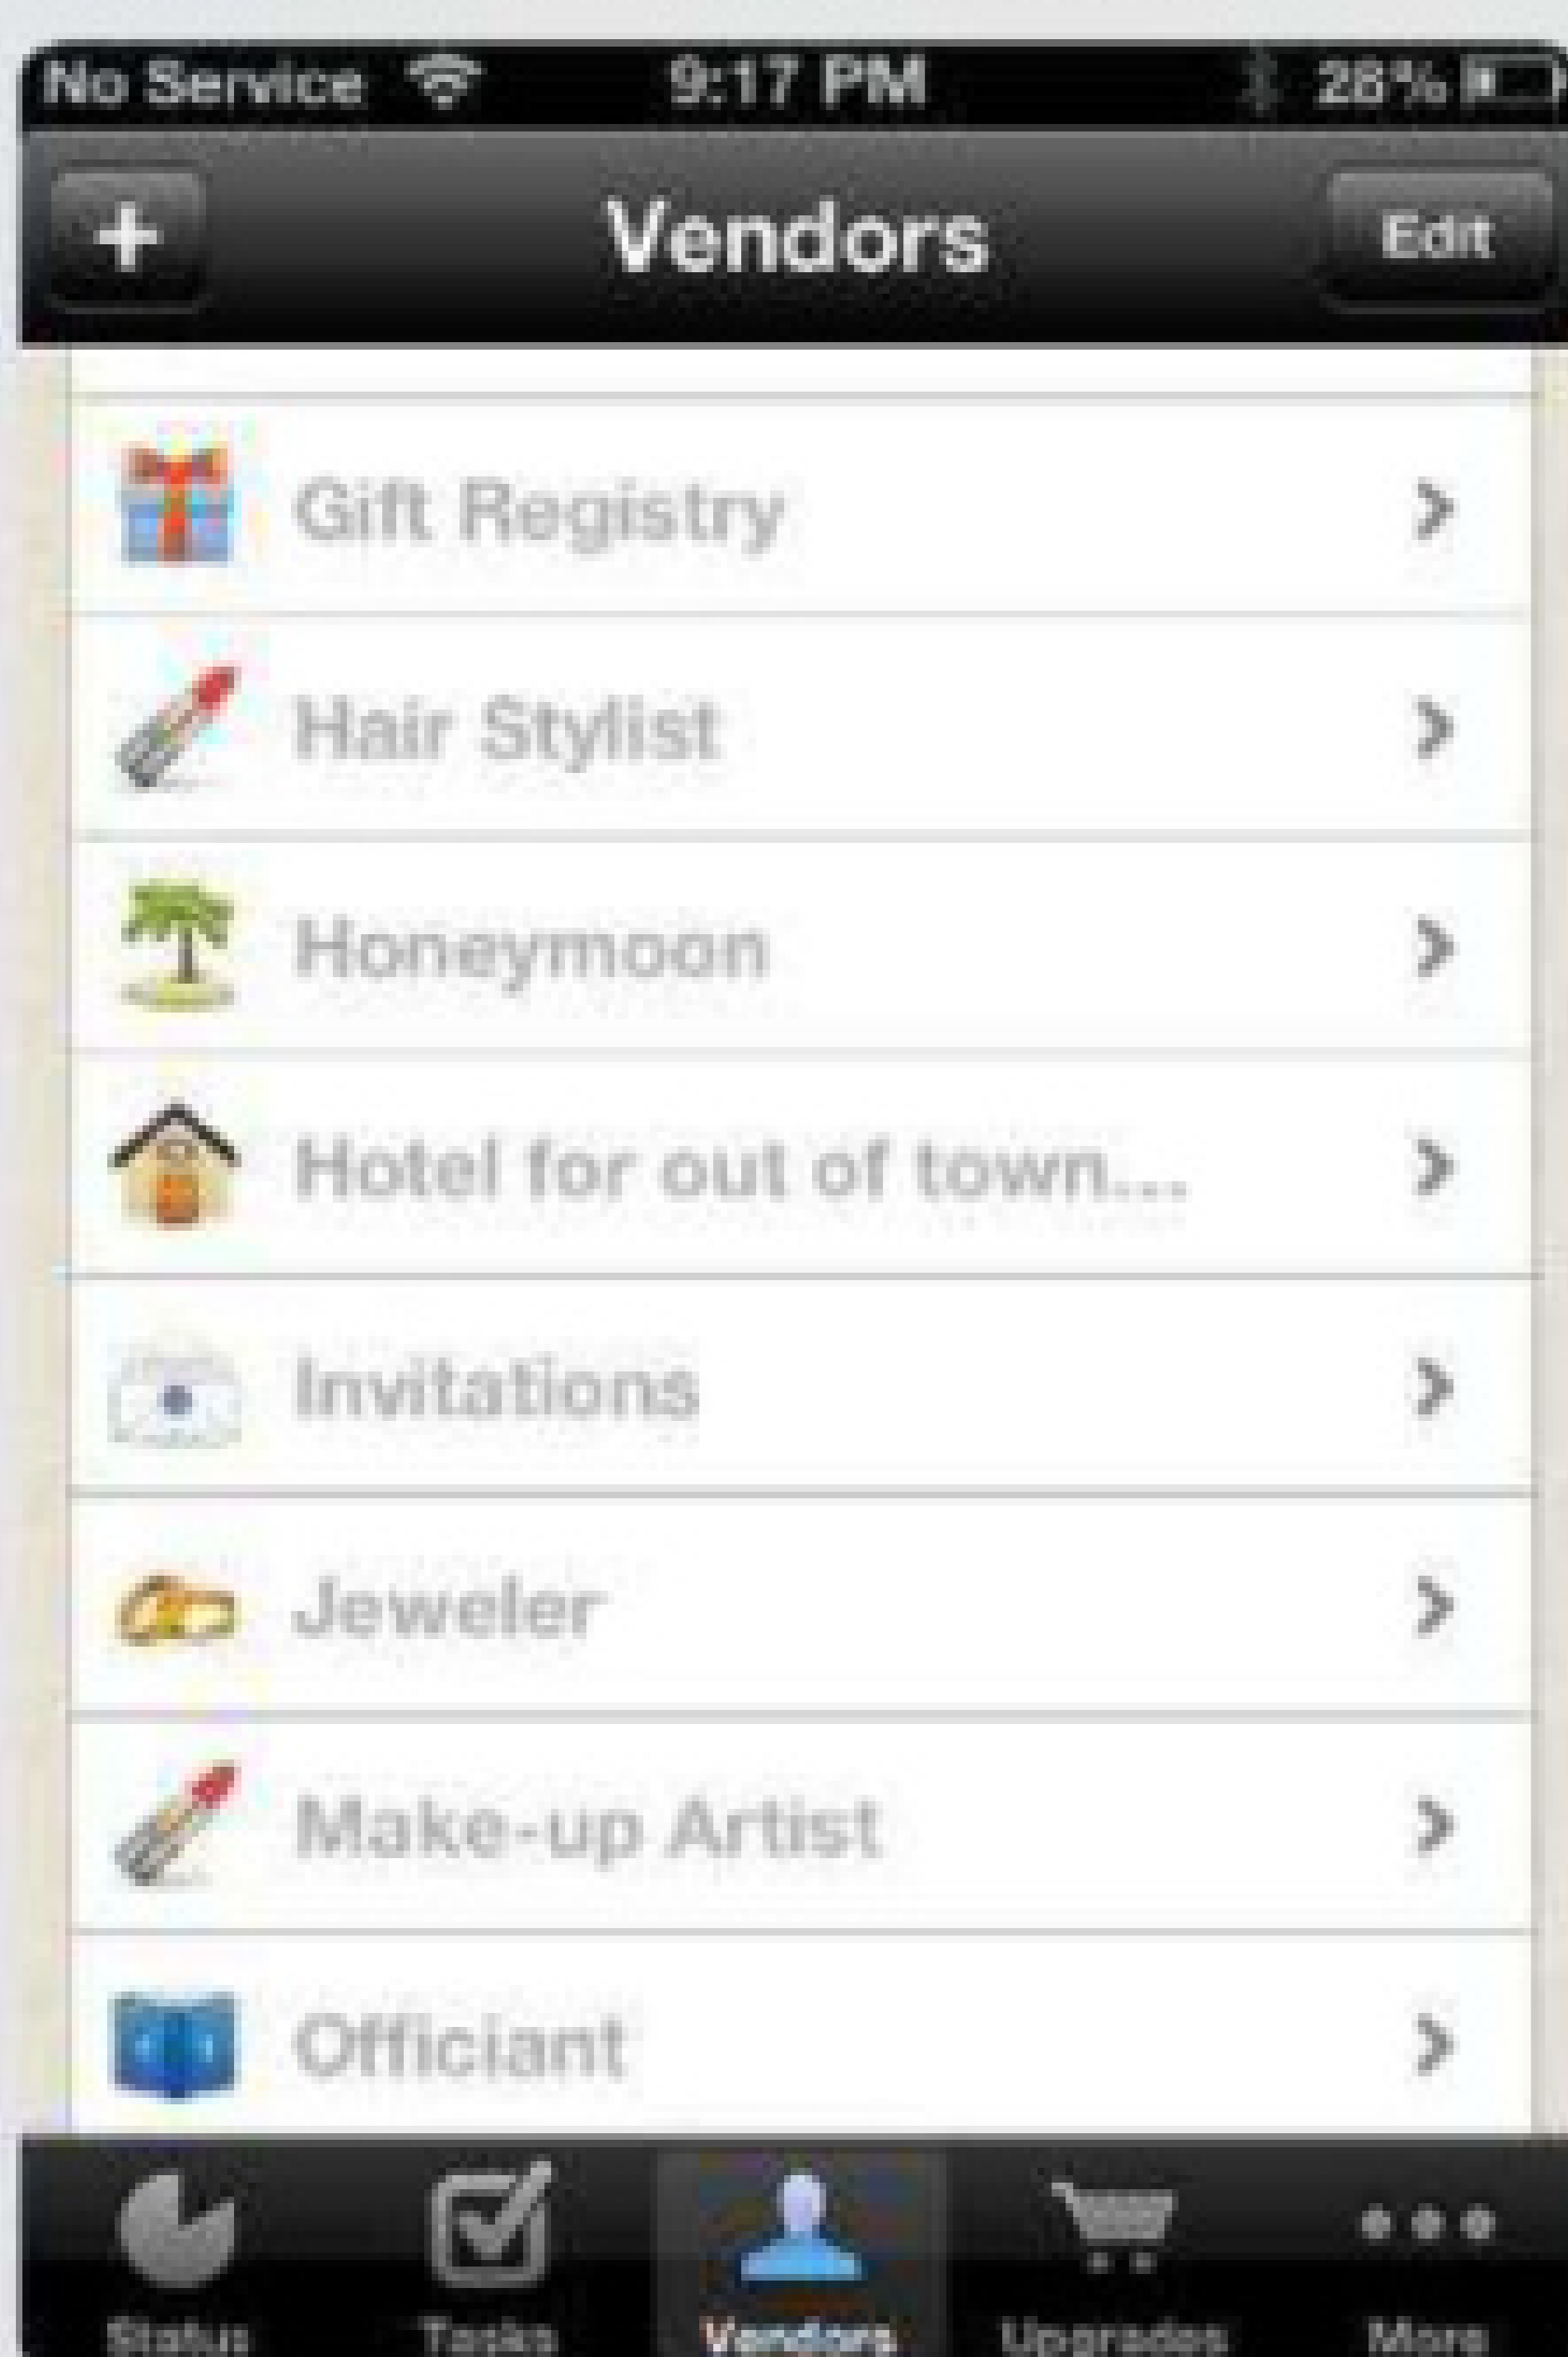 No Service 9:17 PM 28%
+ Vendors Edit
Gift Registry
Hair Stylist
Honeymoon
Hotel for out of town...
Invitations
Jeweler
Make-up Artist
Officiant
Status Tasks Vendors Upgrades More